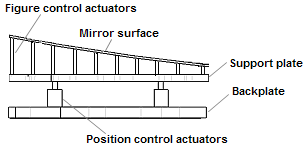 Figure control actuators
Mirror surface
Support plate
Backplate
Position control actuators